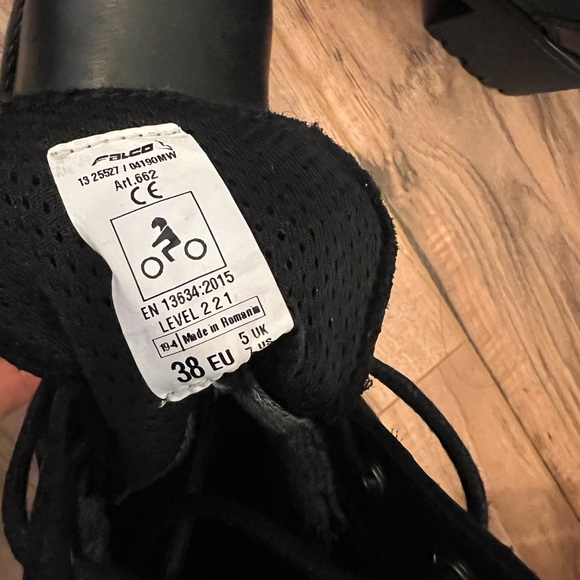 FALCO
13 25527 / 04190MW
Art.662
CE
EN 13634:2015
LEVEL 2 2 1
19-4 Made in Romania
38 EU 5 UK
7 US